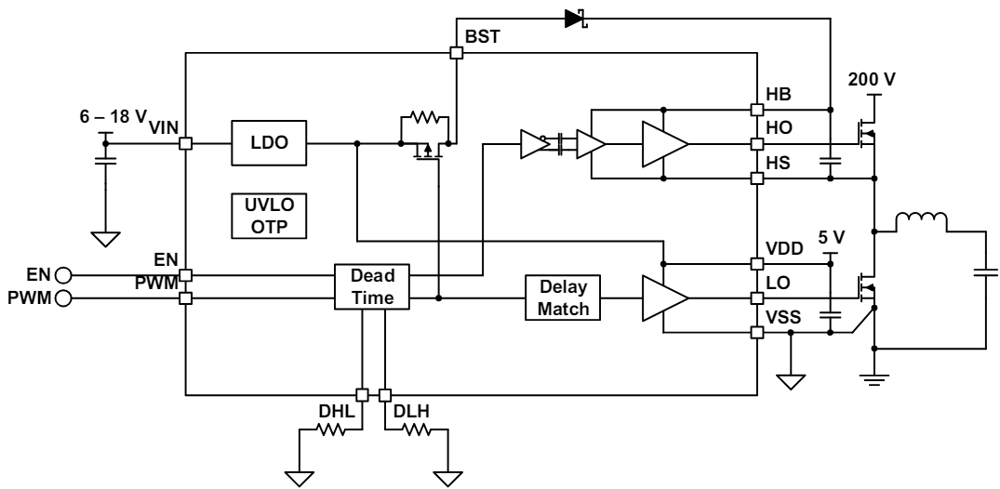 BST
200 V
6 – 18 V
VIN
LDO
HB
HO
HS
UVLO
OTP
VDD
5 V
EN
EN
PWM
PWM
Dead
Time
Delay
Match
LO
VSS
DHL
DLH